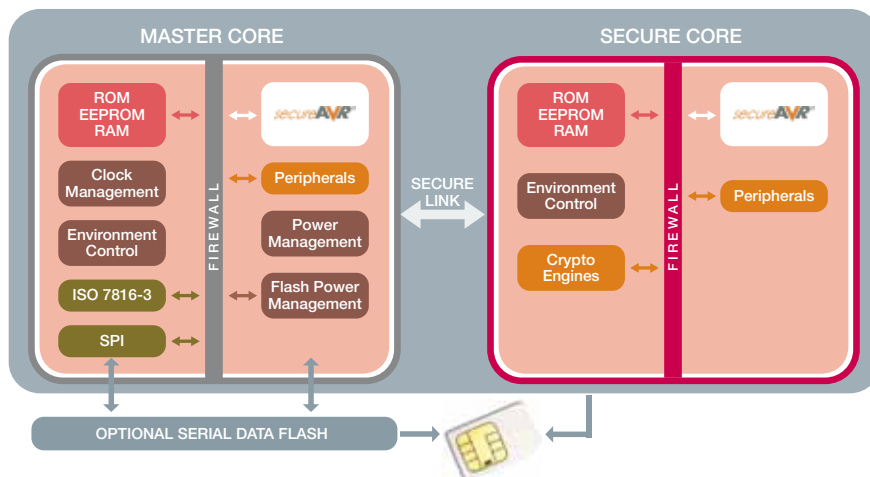 MASTER CORE
ROM
EEPROM
RAM
Clock
Management
Environment
Control
ISO 7816-3
SPI
FIREWALL
secureAVR
Peripherals
Power
Management
Flash Power
Management
SECURE
LINK
SECURE CORE
ROM
EEPROM
RAM
Environment
Control
Crypto
Engines
FIREWALL
secureAVR
Peripherals
OPTIONAL SERIAL DATA FLASH